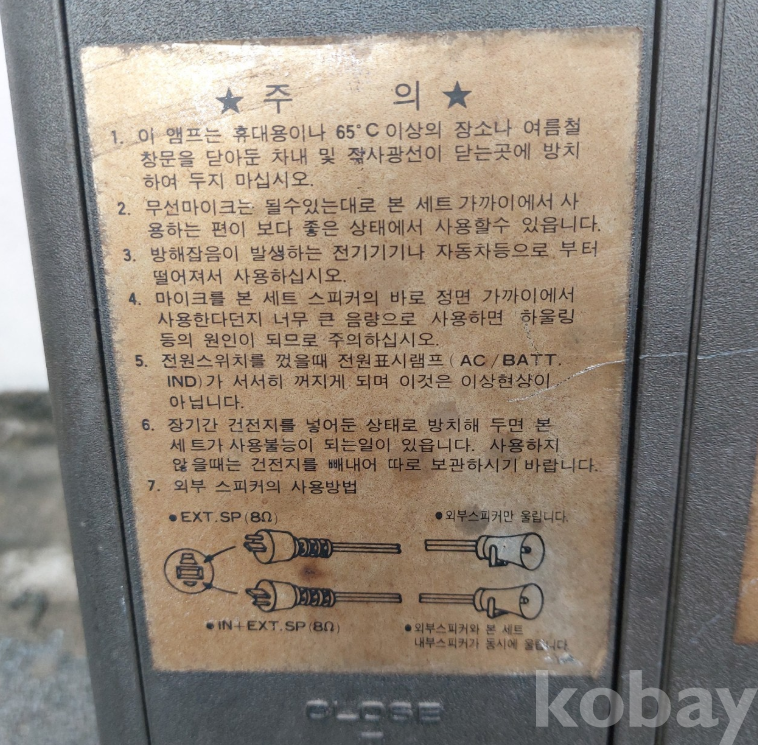 ★ 주 의 ★
1. 이 앰프는 휴대용이나 65°C 이상의 장소나 여름철
창문을 닫아둔 차내 및 직사광선이 닫는곳에 방치
하여 두지 마십시오.
2. 무선마이크는 될수있는대로 본 세트 가까이에서 사
용하는 편이 보다 좋은 상태에서 사용할수 있읍니다.
3. 방해잡음이 발생하는 전기기기나 자동차등으로 부터
떨어져서 사용하십시오.
4. 마이크를 본 세트 스피커의 바로 정면 가까이에서
사용한다던지 너무 큰 음량으로 사용하면 하울링
등의 원인이 되므로 주의하십시오.
5. 전원스위치를 껐을때 전원표시램프 (AC/BATT.
IND)가 서서히 꺼지게 되며 이것은 이상현상이
아닙니다.
6. 장기간 건전지를 넣어둔 상태로 방치해 두면 본
세트가 사용불능이 되는일이 있읍니다. 사용하지
않을때는 건전지를 빼내어 따로 보관하시기 바랍니다.
7. 외부 스피커의 사용방법
● EXT. SP (8Ω) ● 외부스피커만 울립니다.
● IN+EXT. SP (8Ω) ● 외부스피커와 본 세트
내부스피커가 동시에 울립니다.
CLOSE
kobay